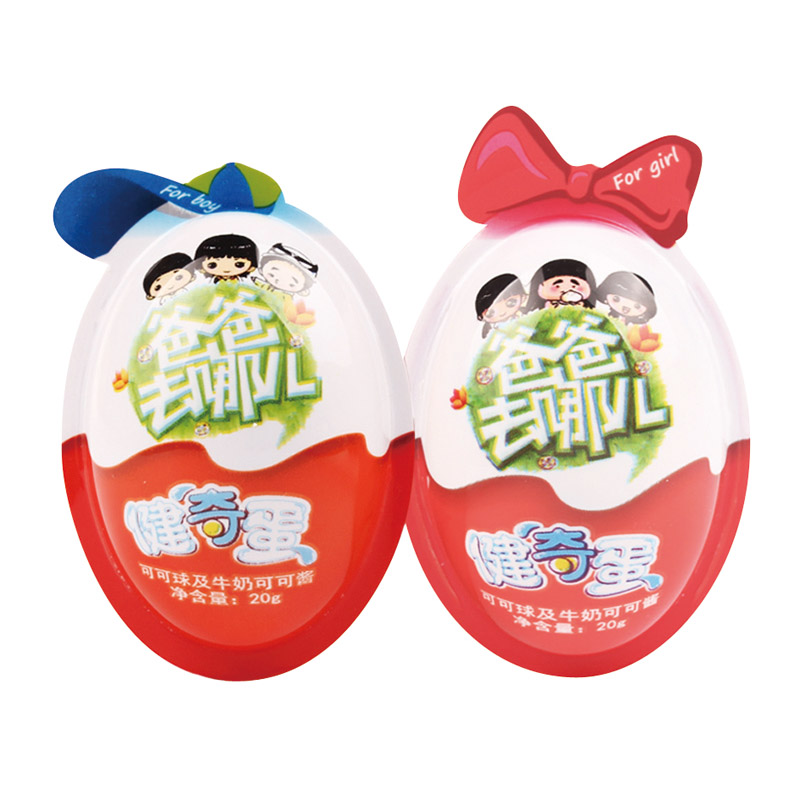 For boy
爸爸
去哪儿
健奇蛋
可可球及牛奶可可酱
净含量：20g
For girl
爸爸
去哪儿
健奇蛋
可可球及牛奶可可酱
净含量：20g